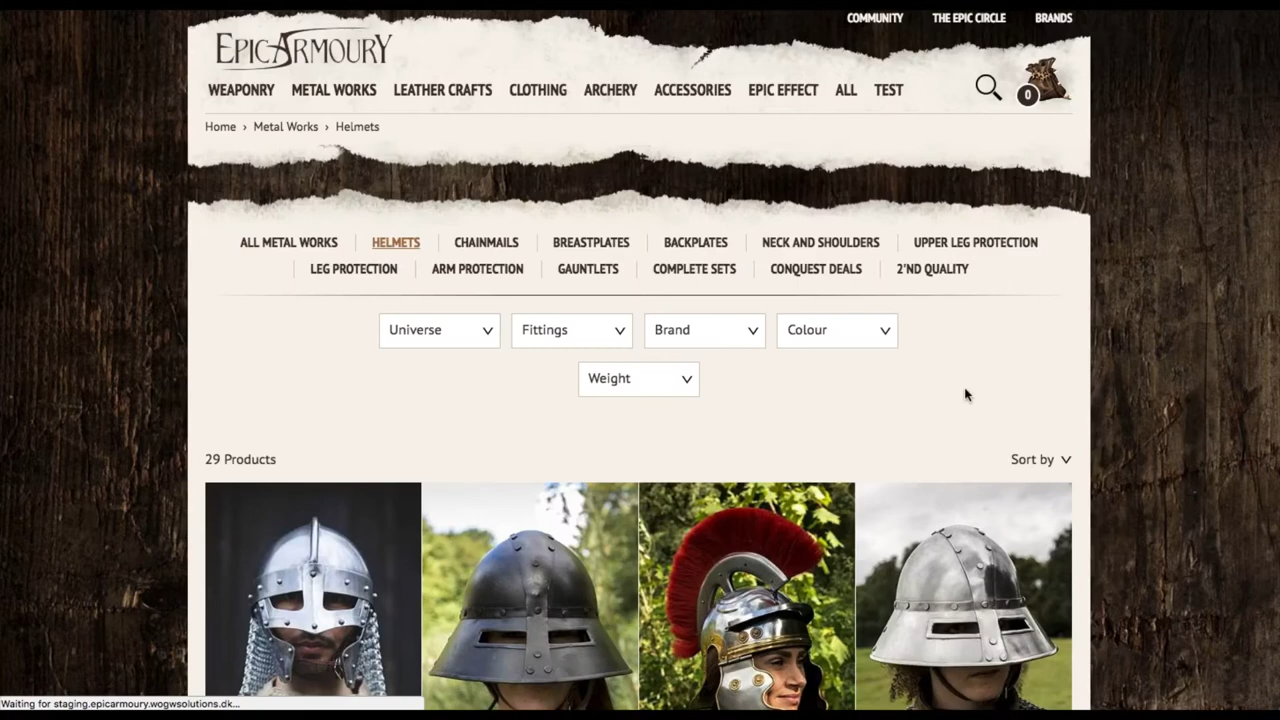 COMMUNITY THE EPIC CIRCLE BRANDS
EPICARMOURY
WEAPONRY METAL WORKS LEATHER CRAFTS CLOTHING ARCHERY ACCESSORIES EPIC EFFECT ALL TEST
0
Home › Metal Works › Helmets
ALL METAL WORKS HELMETS CHAINMAILS BREASTPLATES BACKPLATES NECK AND SHOULDERS UPPER LEG PROTECTION
LEG PROTECTION ARM PROTECTION GAUNTLETS COMPLETE SETS CONQUEST DEALS 2'ND QUALITY
Universe Fittings Brand Colour
Weight
29 Products Sort by
Waiting for staging.epicarmoury.wogwsolutions.dk...